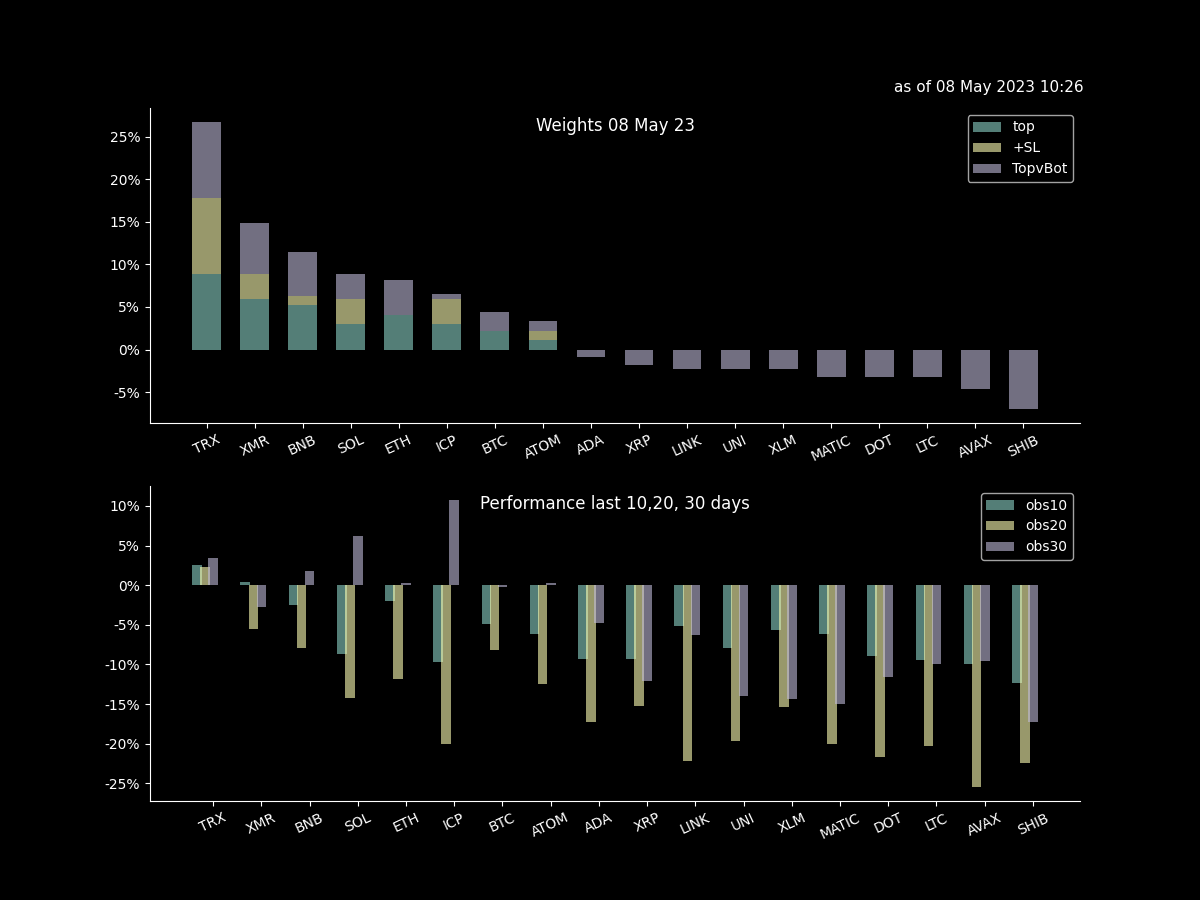 as of 08 May 2023 10:26
Weights 08 May 23
top
+SL
TopvBot
25%
20%
15%
10%
5%
0%
-5%
TRX XMR BNB SOL ETH ICP BTC ATOM ADA XRP LINK UNI XLM MATIC DOT LTC AVAX SHIB
Performance last 10,20, 30 days
obs10
obs20
obs30
10%
5%
0%
-5%
-10%
-15%
-20%
-25%
TRX XMR BNB SOL ETH ICP BTC ATOM ADA XRP LINK UNI XLM MATIC DOT LTC AVAX SHIB